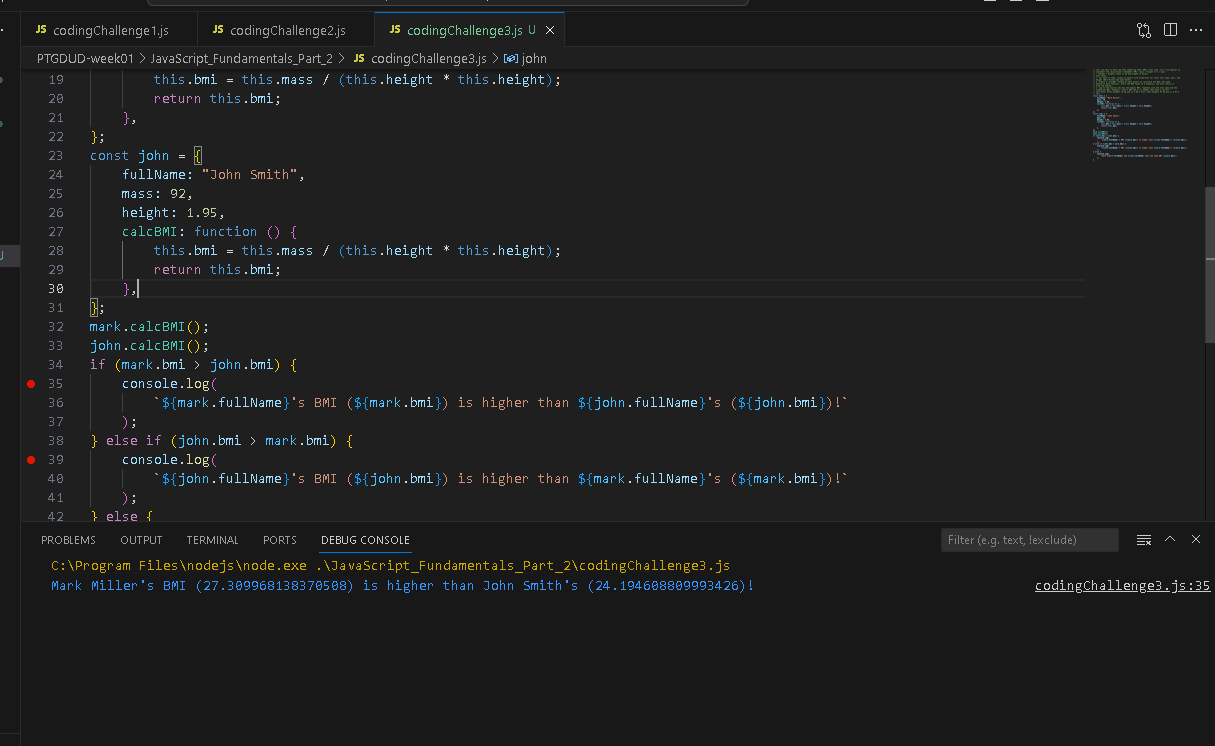 JS codingChallenge1.js JS codingChallenge2.js JS codingChallenge3.js U
PTGDUD-week01 > JavaScript_Fundamentals_Part_2 > JS codingChallenge3.js > john
19 this.bmi = this.mass / (this.height * this.height);
20 return this.bmi;
21 },
22 };
23 const john = {
24 fullName: "John Smith",
25 mass: 92,
26 height: 1.95,
27 calcBMI: function () {
28 this.bmi = this.mass / (this.height * this.height);
29 return this.bmi;
30 },
31 };
32 mark.calcBMI();
33 john.calcBMI();
34 if (mark.bmi > john.bmi) {
35 console.log(
36 `${mark.fullName}'s BMI (${mark.bmi}) is higher than ${john.fullName}'s (${john.bmi})!`
37 );
38 } else if (john.bmi > mark.bmi) {
39 console.log(
40 `${john.fullName}'s BMI (${john.bmi}) is higher than ${mark.fullName}'s (${mark.bmi})!`
41 );
42 } else {
PROBLEMS OUTPUT TERMINAL PORTS DEBUG CONSOLE Filter (e.g. text, !exclude)
C:\Program Files\nodejs\node.exe .\JavaScript_Fundamentals_Part_2\codingChallenge3.js
Mark Miller's BMI (27.309968138370508) is higher than John Smith's (24.194608809993426)! codingChallenge3.js:35